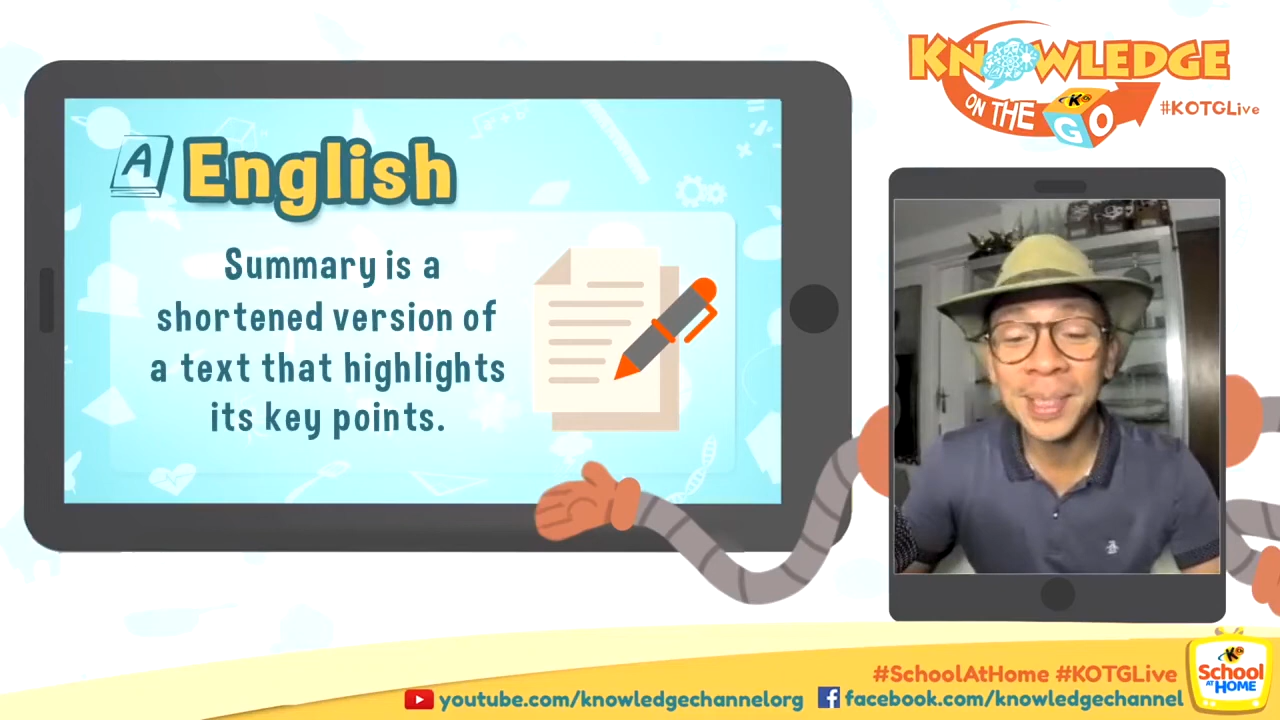 KNOWLEDGE
ON THE
GO
#KOTGLive
A English
Summary is a
shortened version of
a text that highlights
its key points.
#SchoolAtHome #KOTGLive
youtube.com/knowledgechannelorg
facebook.com/knowledgechannel
School
AT HOME